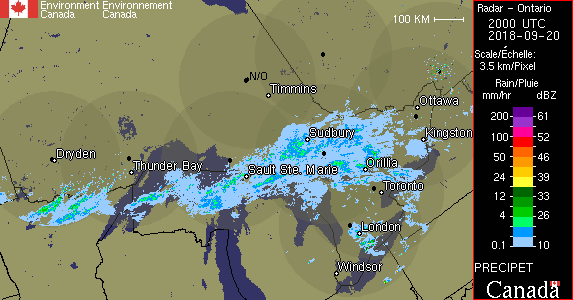 Environment Environnement
Canada Canada
100 KM
N/O
Timmins
Ottawa
Sudbury
Kingston
Dryden
Thunder Bay
Sault Ste. Marie
Orillia
Toronto
London
Windsor
Radar - Ontario
2000 UTC
2018-09-20
Scale/Échelle:
3.5 km/Pixel
Rain/Pluie
mm/hr dBZ
200 61
100 52
50 46
24 39
12 33
4 26
0.1 10
PRECIPET
Canada